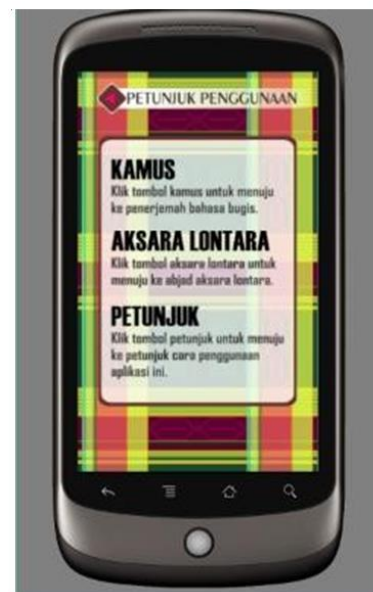 PETUNJUK PENGGUNAAN
KAMUS
Klik tombol kamus untuk menuju
ke penerjemah bahasa bugis.
AKSARA LONTARA
Klik tombol aksara lontara untuk
menuju ke abjad aksara lontara.
PETUNJUK
Klik tombol petunjuk untuk menuju
ke petunjuk cara penggunaan
aplikasi ini.